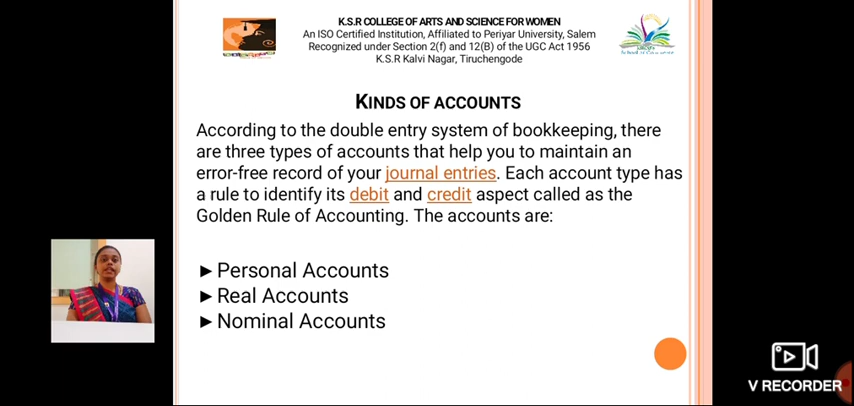 K.S.R COLLEGE OF ARTS AND SCIENCE FOR WOMEN
An ISO Certified Institution, Affiliated to Periyar University, Salem
Recognized under Section 2(f) and 12(B) of the UGC Act 1956
K.S.R Kalvi Nagar, Tiruchengode
KINDS OF ACCOUNTS
According to the double entry system of bookkeeping, there
are three types of accounts that help you to maintain an
error-free record of your journal entries. Each account type has
a rule to identify its debit and credit aspect called as the
Golden Rule of Accounting. The accounts are:
►Personal Accounts
►Real Accounts
►Nominal Accounts
V RECORDER